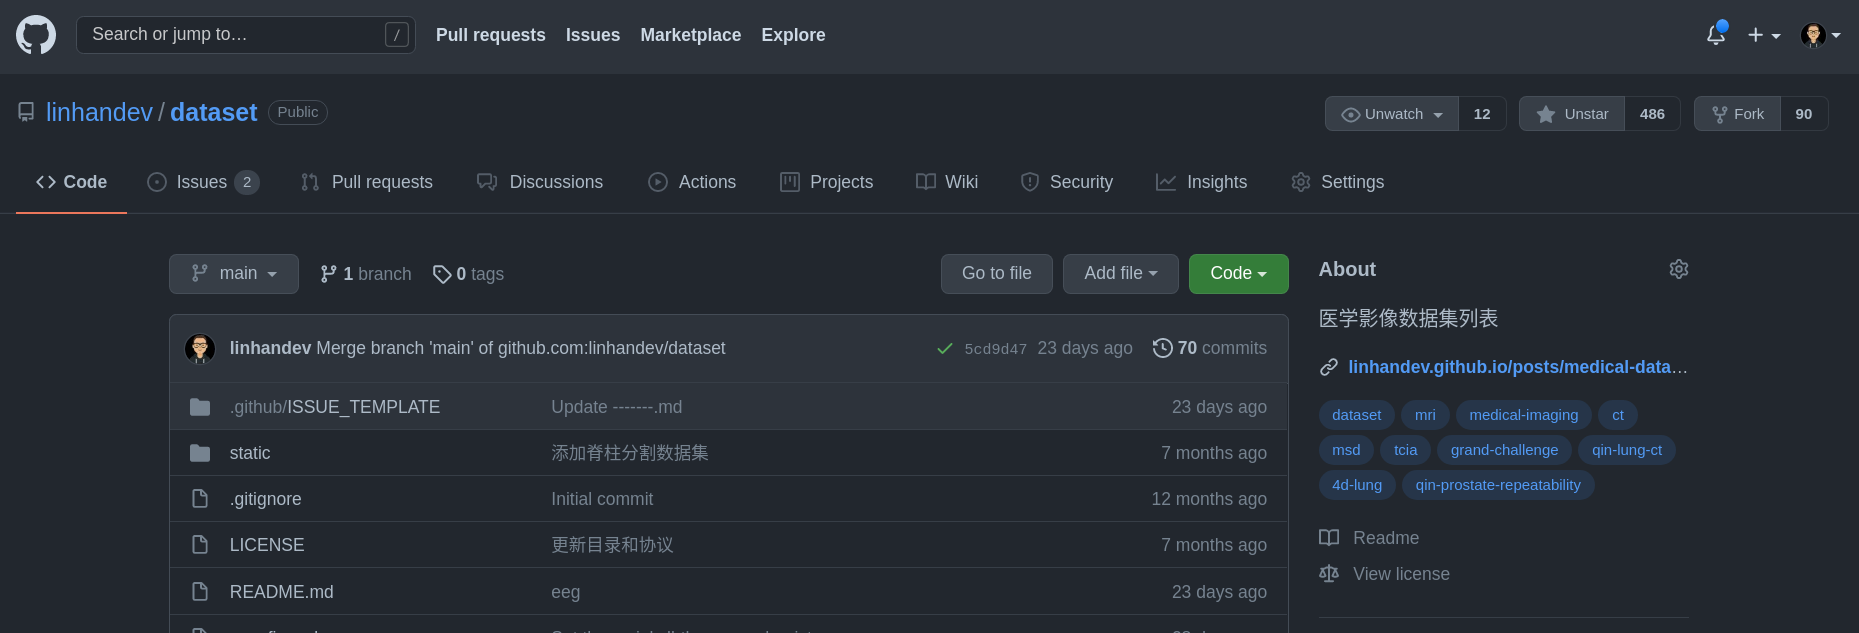 Search or jump to… /
Pull requests Issues Marketplace Explore
linhandev / dataset Public
Unwatch 12 Unstar 486 Fork 90
Code Issues 2 Pull requests Discussions Actions Projects Wiki Security Insights Settings
main 1 branch 0 tags Go to file Add file Code
linhandev Merge branch 'main' of github.com:linhandev/dataset 5cd9d47 23 days ago 70 commits
.github/ISSUE_TEMPLATE Update -------.md 23 days ago
static 添加脊柱分割数据集 7 months ago
.gitignore Initial commit 12 months ago
LICENSE 更新目录和协议 7 months ago
README.md eeg 23 days ago
About
医学影像数据集列表
linhandev.github.io/posts/medical-data…
dataset mri medical-imaging ct
msd tcia grand-challenge qin-lung-ct
4d-lung qin-prostate-repeatability
Readme
View license